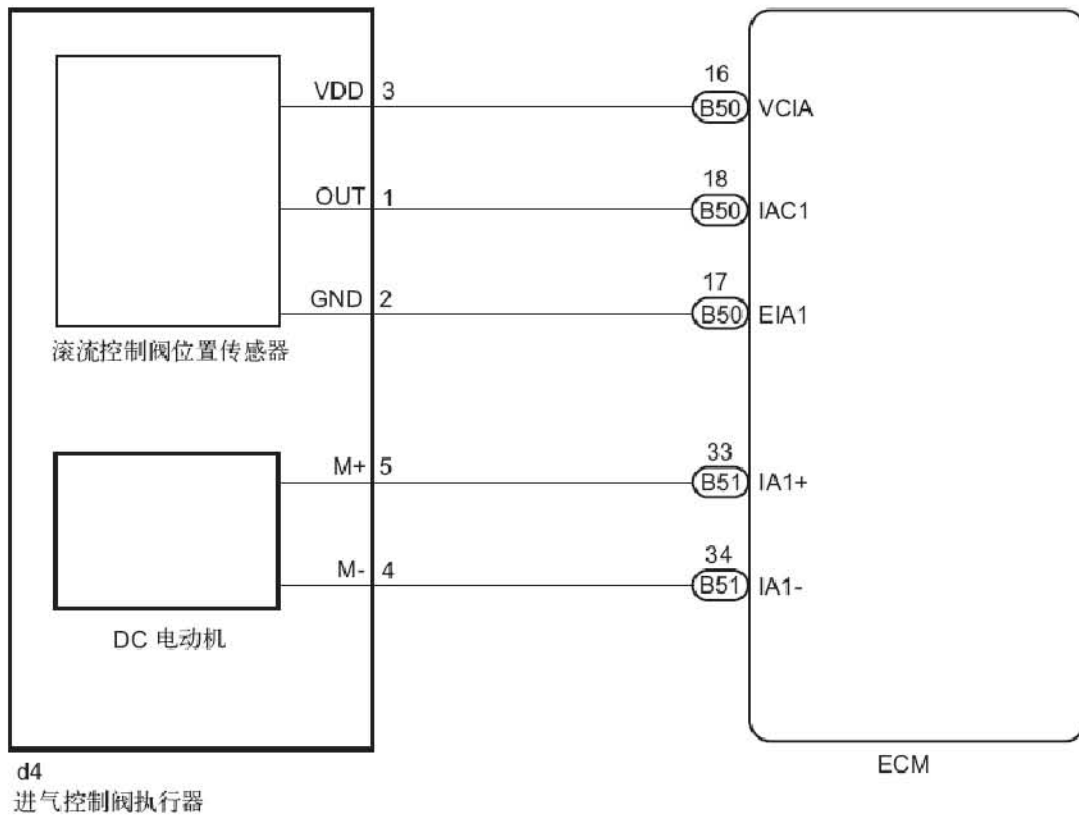 16
VDD 3 B50 VCIA
18
OUT 1 B50 IAC1
17
GND 2 B50 EIA1
滚流控制阀位置传感器
33
M+ 5 B51 IA1+
34
M- 4 B51 IA1-
DC 电动机
d4
ECM
进气控制阀执行器